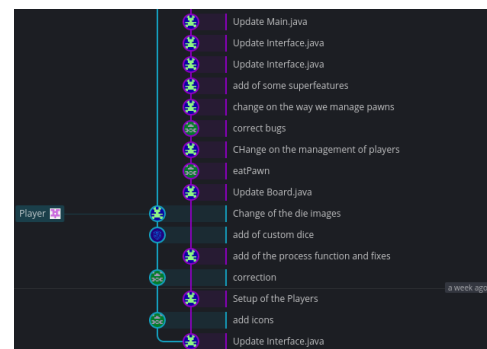 Update Main.java
Update Interface.java
Update Interface.java
add of some superfeatures
change on the way we manage pawns
correct bugs
CHange on the management of players
eatPawn
Update Board.java
Player Change of the die images
add of custom dice
add of the process function and fixes
correction
a week ago
Setup of the Players
add icons
Update Interface.java